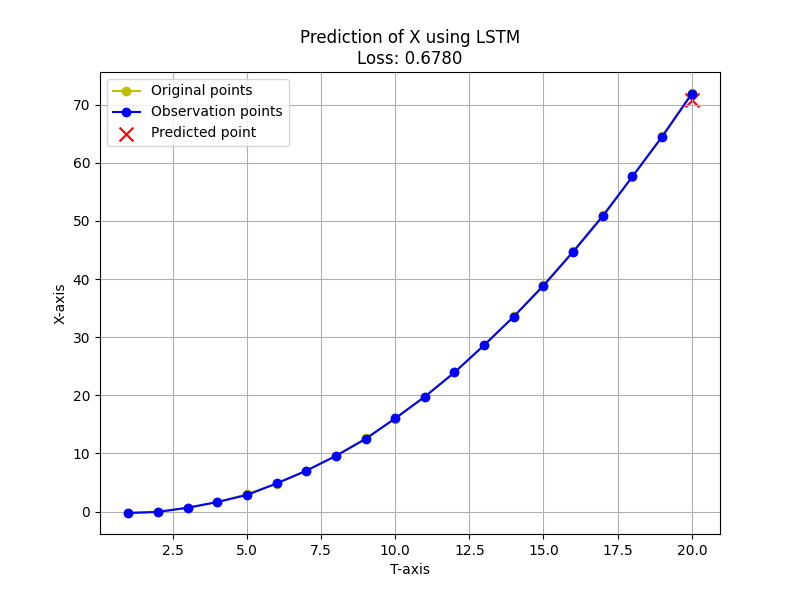 Prediction of X using LSTM
Loss: 0.6780
Original points
Observation points
Predicted point
X-axis
70
60
50
40
30
20
10
0
2.5 5.0 7.5 10.0 12.5 15.0 17.5 20.0
T-axis